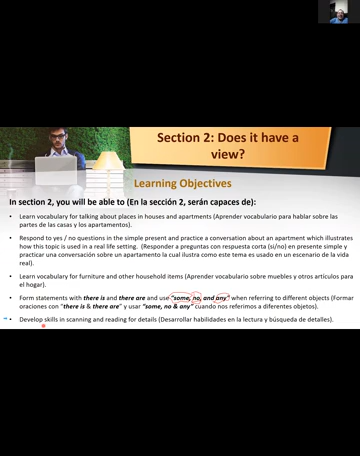 Section 2: Does it have a
view?
Learning Objectives
In section 2, you will be able to (En la sección 2, serán capaces de):
• Learn vocabulary for talking about places in houses and apartments (Aprender vocabulario para hablar sobre las
partes de las casas y los apartamentos).
• Respond to yes / no questions in the simple present and practice a conversation about an apartment which illustrates
how this topic is used in a real life setting. (Responder a preguntas con respuesta corta (si/no) en presente simple y
practicar una conversación sobre un apartamento la cual ilustra como este tema es usado en un escenario de la vida
real).
• Learn vocabulary for furniture and other household items (Aprender vocabulario sobre muebles y otros artículos para
el hogar).
• Form statements with there is and there are and use "some, no, and any" when referring to different objects (Formar
oraciones con "there is & there are" y usar "some, no & any" cuando nos referimos a diferentes objetos).
• Develop skills in scanning and reading for details (Desarrollar habilidades en la lectura y búsqueda de detalles).